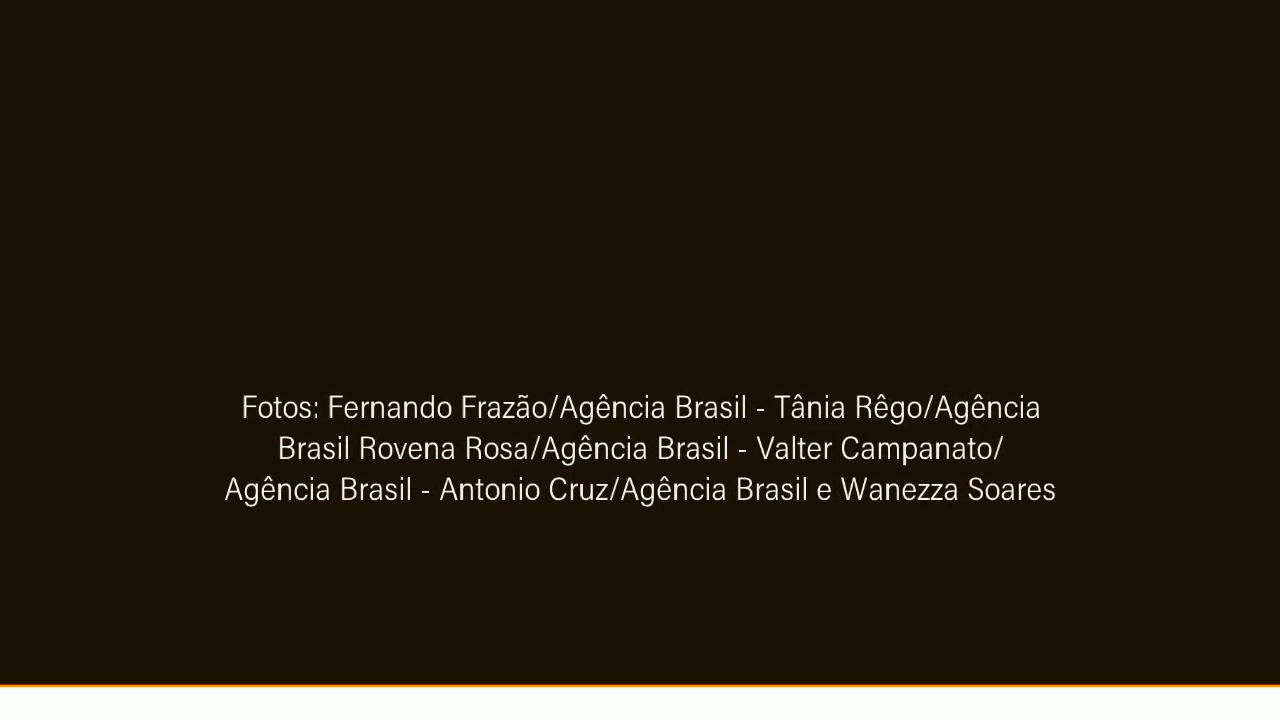 Fotos: Fernando Frazão/Agência Brasil - Tânia Rêgo/Agência
Brasil Rovena Rosa/Agência Brasil - Valter Campanato/
Agência Brasil - Antonio Cruz/Agência Brasil e Wanezza Soares